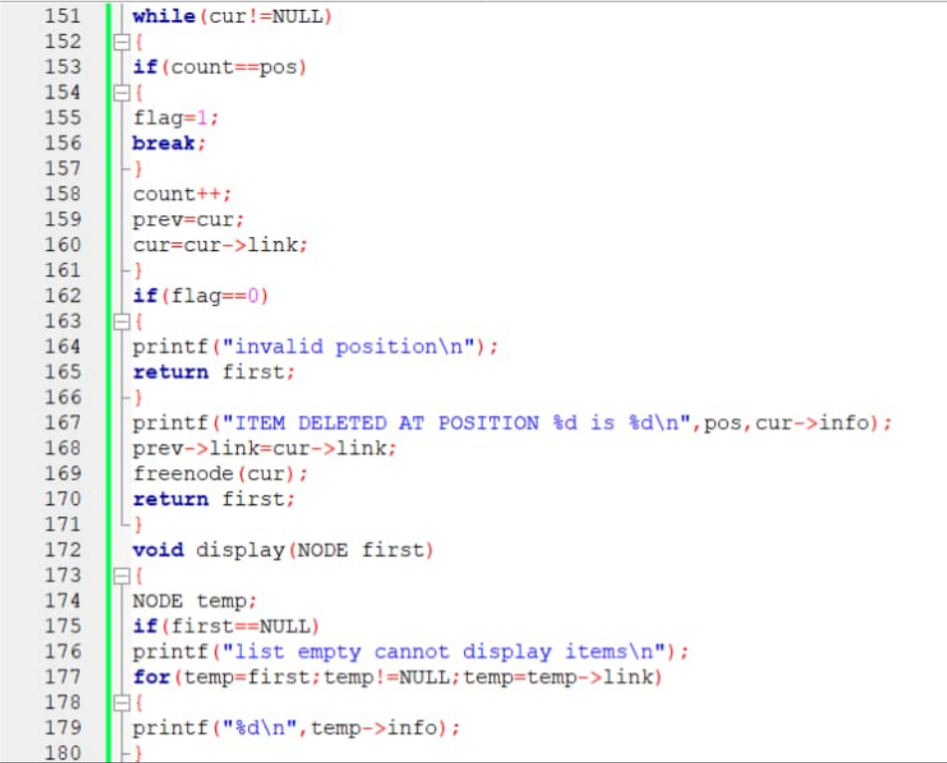 151 while(cur!=NULL)
152 {
153 if(count==pos)
154 {
155 flag=1;
156 break;
157 }
158 count++;
159 prev=cur;
160 cur=cur->link;
161 }
162 if(flag==0)
163 {
164 printf("invalid position\n");
165 return first;
166 }
167 printf("ITEM DELETED AT POSITION %d is %d\n",pos,cur->info);
168 prev->link=cur->link;
169 freenode(cur);
170 return first;
171 }
172 void display(NODE first)
173 {
174 NODE temp;
175 if(first==NULL)
176 printf("list empty cannot display items\n");
177 for(temp=first;temp!=NULL;temp=temp->link)
178 {
179 printf("%d\n",temp->info);
180 }